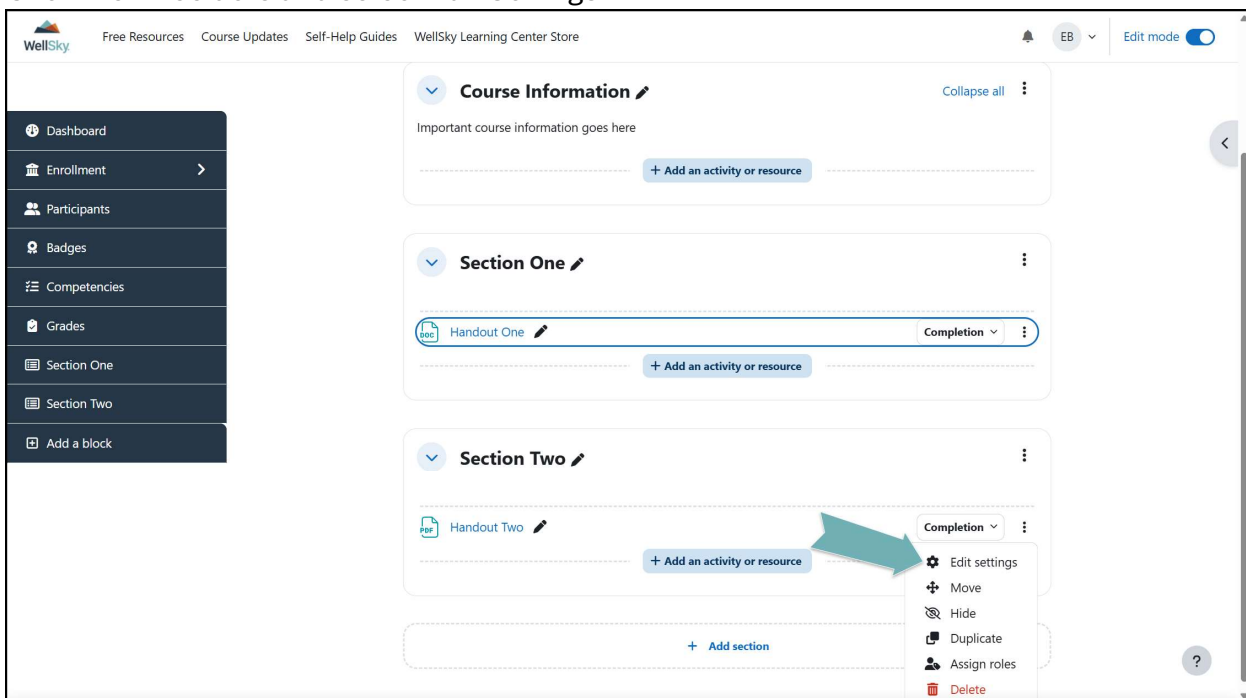 WellSky
Free Resources Course Updates Self-Help Guides WellSky Learning Center Store EB Edit mode
Course Information Collapse all
Important course information goes here
+ Add an activity or resource
Dashboard
Enrollment
Participants
Badges
Competencies
Grades
Section One
Section Two
Add a block
Section One
DOC Handout One Completion
+ Add an activity or resource
Section Two
PDF Handout Two Completion
+ Add an activity or resource
Edit settings
Move
Hide
Duplicate
Assign roles
Delete
+ Add section
?